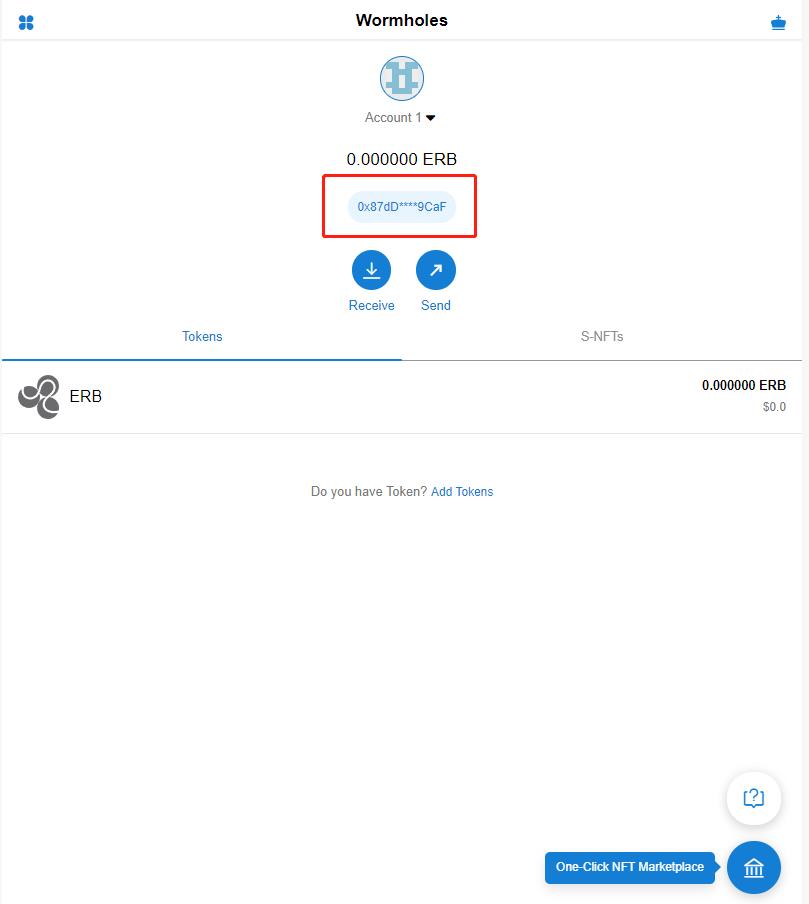 Wormholes
Account 1
0.000000 ERB
0x87dD****9CaF
Receive Send
Tokens S-NFTs
ERB 0.000000 ERB
$0.0
Do you have Token? Add Tokens
?
One-Click NFT Marketplace